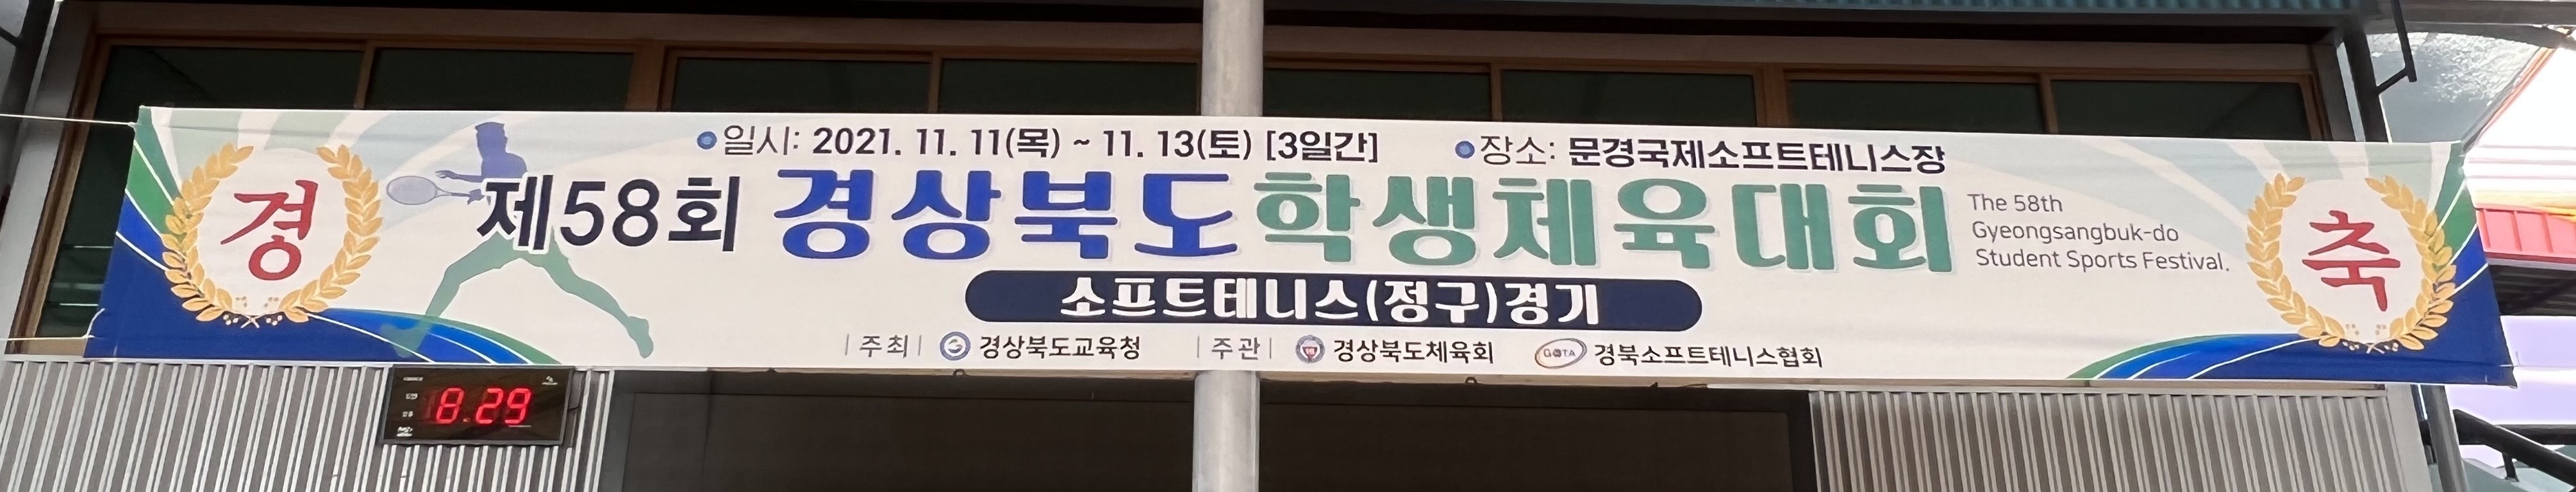 경
일시: 2021. 11. 11(목) ~ 11. 13(토) [3일간]
장소: 문경국제소프트테니스장
제58회 경상북도학생체육대회
The 58th
Gyeongsangbuk-do
Student Sports Festival.
축
소프트테니스(정구)경기
|주최| 경상북도교육청 |주관| 경상북도체육회 GOTA 경북소프트테니스협회
8.29